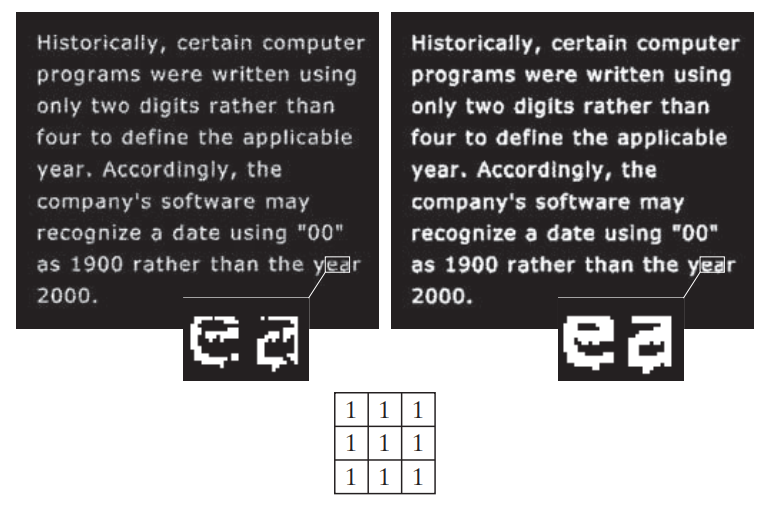 Historically, certain computer
programs were written using
only two digits rather than
four to define the applicable
year. Accordingly, the
company's software may
recognize a date using "00"
as 1900 rather than the year
2000.
e a
Historically, certain computer
programs were written using
only two digits rather than
four to define the applicable
year. Accordingly, the
company's software may
recognize a date using "00"
as 1900 rather than the year
2000.
e a
1 1 1
1 1 1
1 1 1